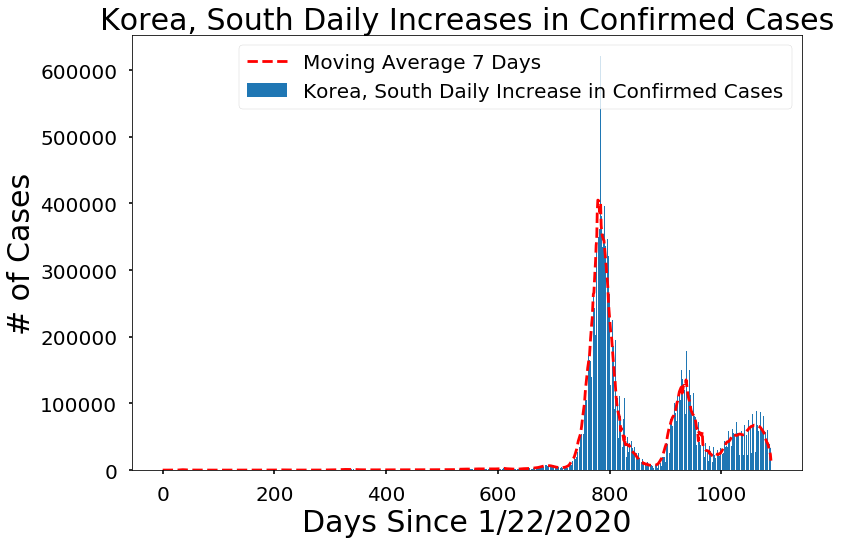 Korea, South Daily Increases in Confirmed Cases
Moving Average 7 Days
Korea, South Daily Increase in Confirmed Cases
# of Cases
600000
500000
400000
300000
200000
100000
0
0 200 400 600 800 1000
Days Since 1/22/2020